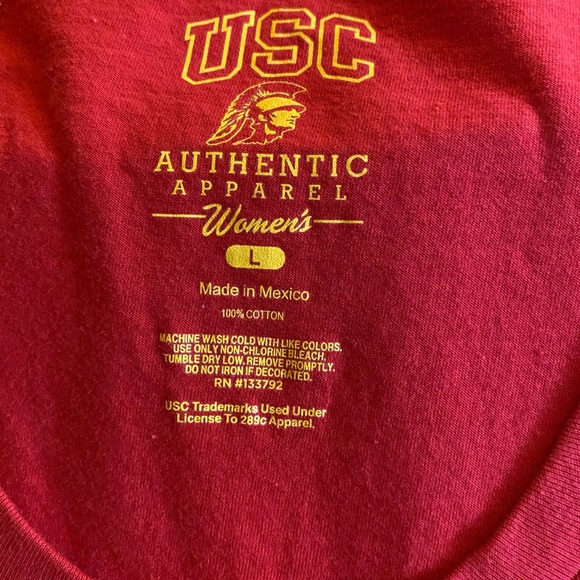 USC
AUTHENTIC
APPAREL
Women's
L
Made in Mexico
100% COTTON
MACHINE WASH COLD WITH LIKE COLORS.
USE ONLY NON-CHLORINE BLEACH.
TUMBLE DRY LOW. REMOVE PROMPTLY.
DO NOT IRON IF DECORATED.
RN #133792
USC Trademarks Used Under
License To 289c Apparel.